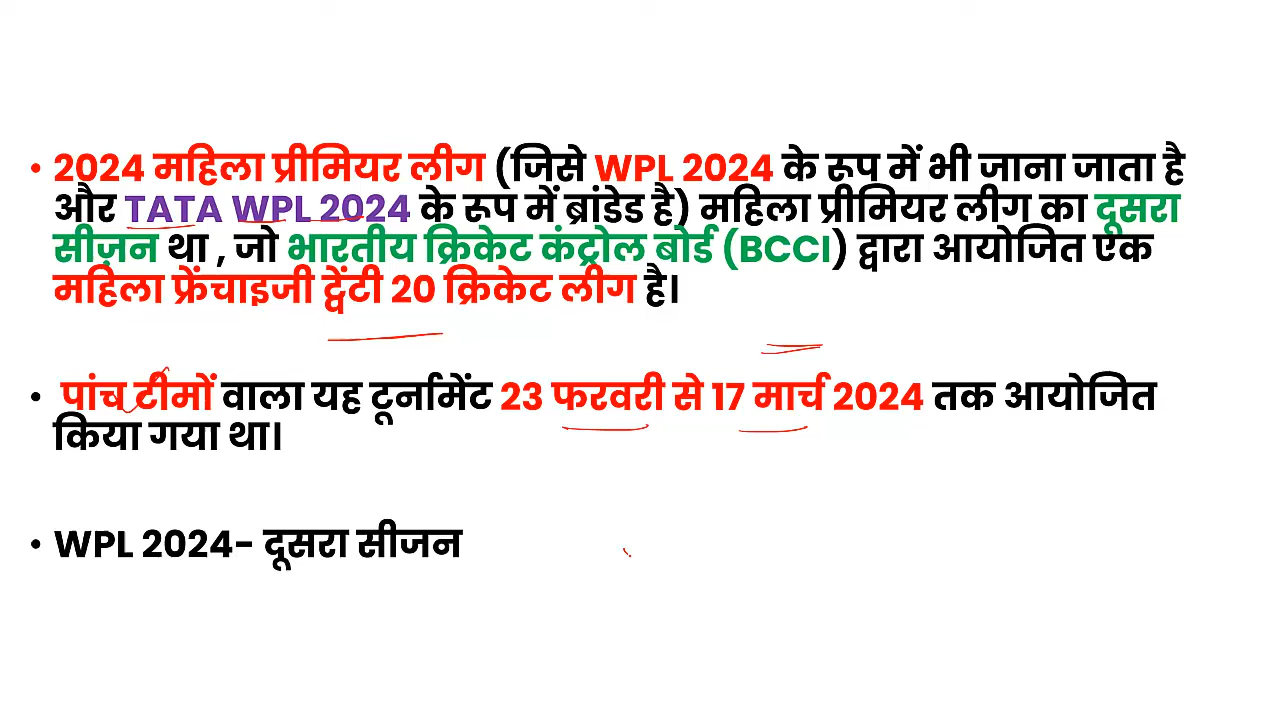 • 2024 महिला प्रीमियर लीग (जिसे WPL 2024 के रूप में भी जाना जाता है
और TATA WPL 2024 के रूप में ब्रांडेड है) महिला प्रीमियर लीग का दूसरा
सीज़न था , जो भारतीय क्रिकेट कंट्रोल बोर्ड (BCCI) द्वारा आयोजित एक
महिला फ्रेंचाइजी ट्वेंटी 20 क्रिकेट लीग है।
• पांच टीमों वाला यह टूर्नामेंट 23 फरवरी से 17 मार्च 2024 तक आयोजित
किया गया था।
• WPL 2024- दूसरा सीजन